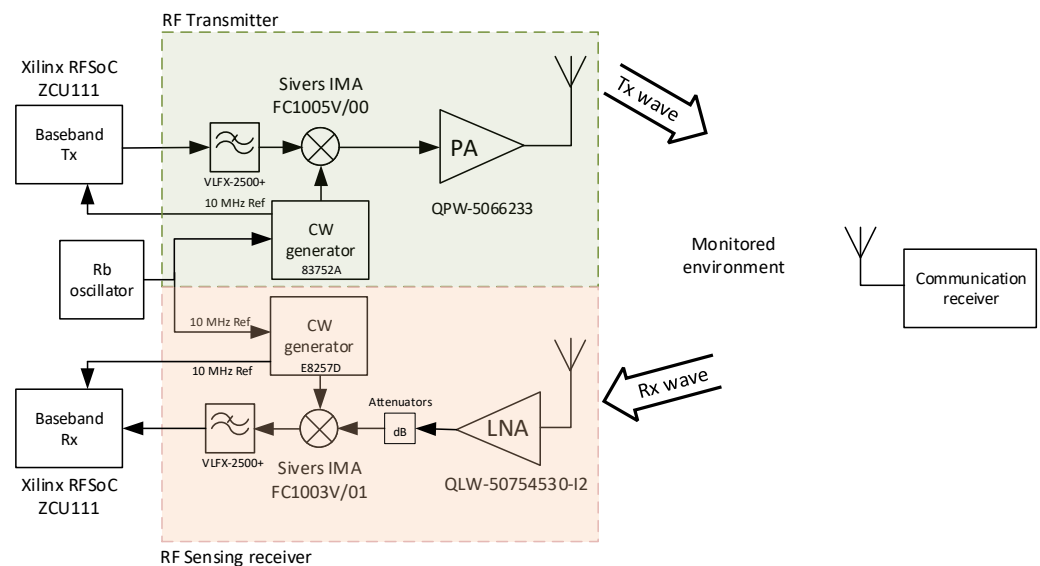 RF Transmitter
Xilinx RFSoC
ZCU111
Baseband
Tx
VLFX-2500+
Sivers IMA
FC1005V/00
PA
QPW-5066233
Tx wave
10 MHz Ref
CW
generator
83752A
Rb
oscillator
Monitored
environment
Communication
receiver
10 MHz Ref
CW
generator
E8257D
10 MHz Ref
Rx wave
Baseband
Rx
Xilinx RFSoC
ZCU111
VLFX-2500+
Sivers IMA
FC1003V/01
Attenuators
dB
LNA
QLW-50754530-I2
RF Sensing receiver